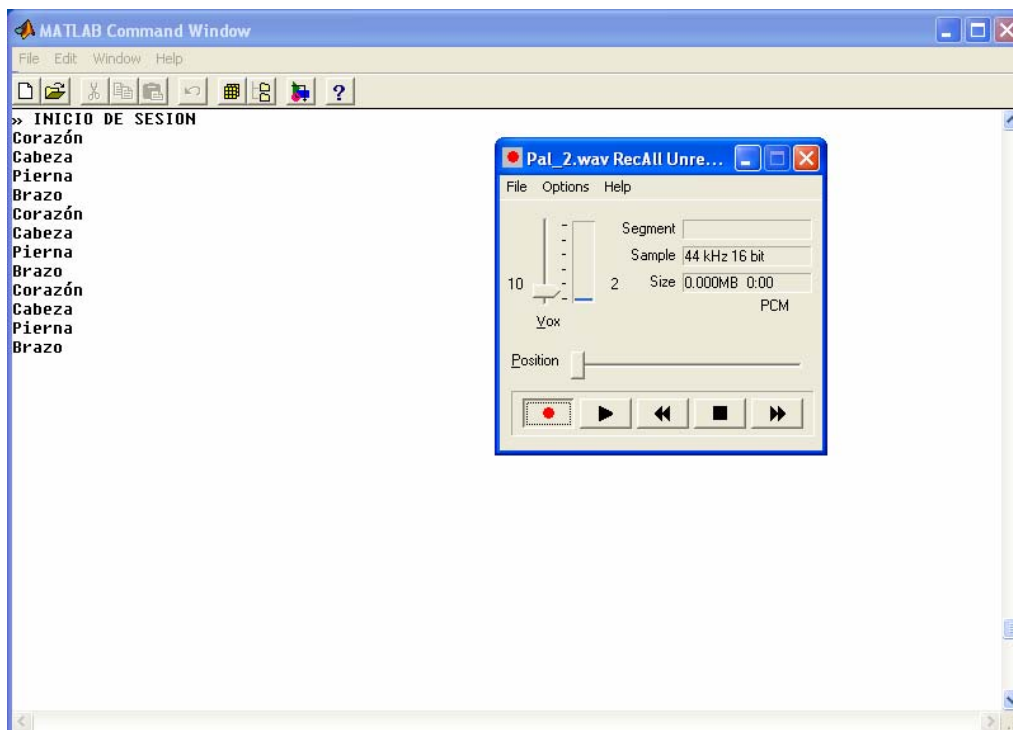 MATLAB Command Window
File Edit Window Help
?
» INICIO DE SESION
Corazón
Cabeza
Pierna
Brazo
Corazón
Cabeza
Pierna
Brazo
Corazón
Cabeza
Pierna
Brazo
Pal_2.wav RecAll Unre...
File Options Help
Segment
Sample 44 kHz 16 bit
10 2 Size 0.000MB 0:00
PCM
Vox
Position